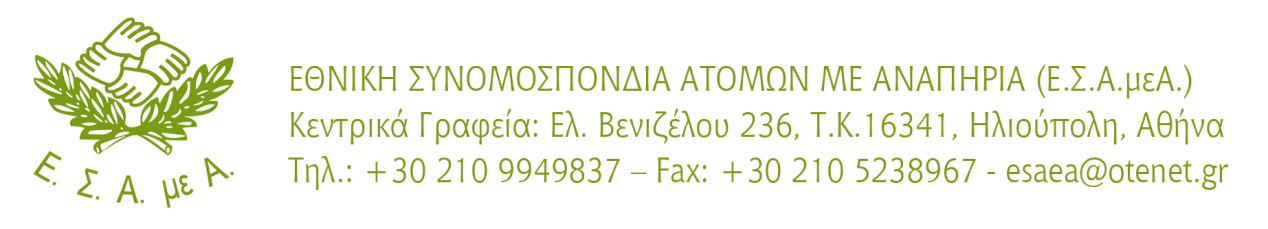 Ε. Σ. Α. με Α.
ΕΘΝΙΚΗ ΣΥΝΟΜΟΣΠΟΝΔΙΑ ΑΤΟΜΩΝ ΜΕ ΑΝΑΠΗΡΙΑ (Ε.Σ.Α.μεΑ.)
Κεντρικά Γραφεία: Ελ. Βενιζέλου 236, Τ.Κ.16341, Ηλιούπολη, Αθήνα
Τηλ.: +30 210 9949837 – Fax: +30 210 5238967 - esaea@otenet.gr